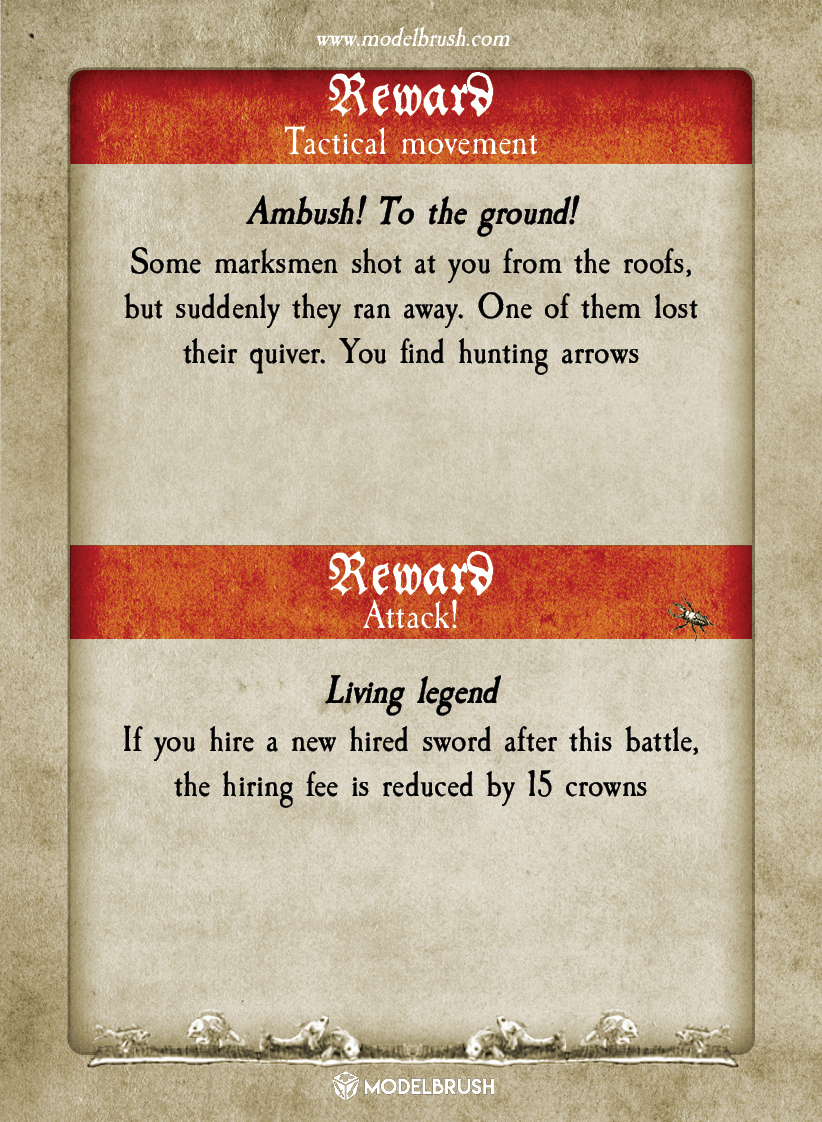 www.modelbrush.com
Reward
Tactical movement
Ambush! To the ground!
Some marksmen shot at you from the roofs,
but suddenly they ran away. One of them lost
their quiver. You find hunting arrows
Reward
Attack!
Living legend
If you hire a new hired sword after this battle,
the hiring fee is reduced by 15 crowns
MODELBRUSH